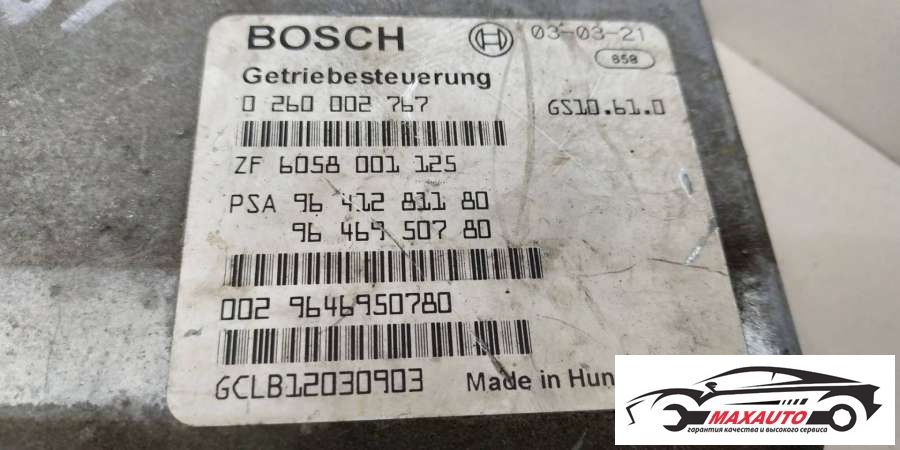 BOSCH 03-03-21
858
Getriebesteuerung
0 260 002 767 GS10.61.0
ZF 6058 001 125
PSA 96 412 811 80
96 469 507 80
002 9646950780
GCLB12030903 Made in Hun
MAXAUTO
гарантия качества и высокого сервиса